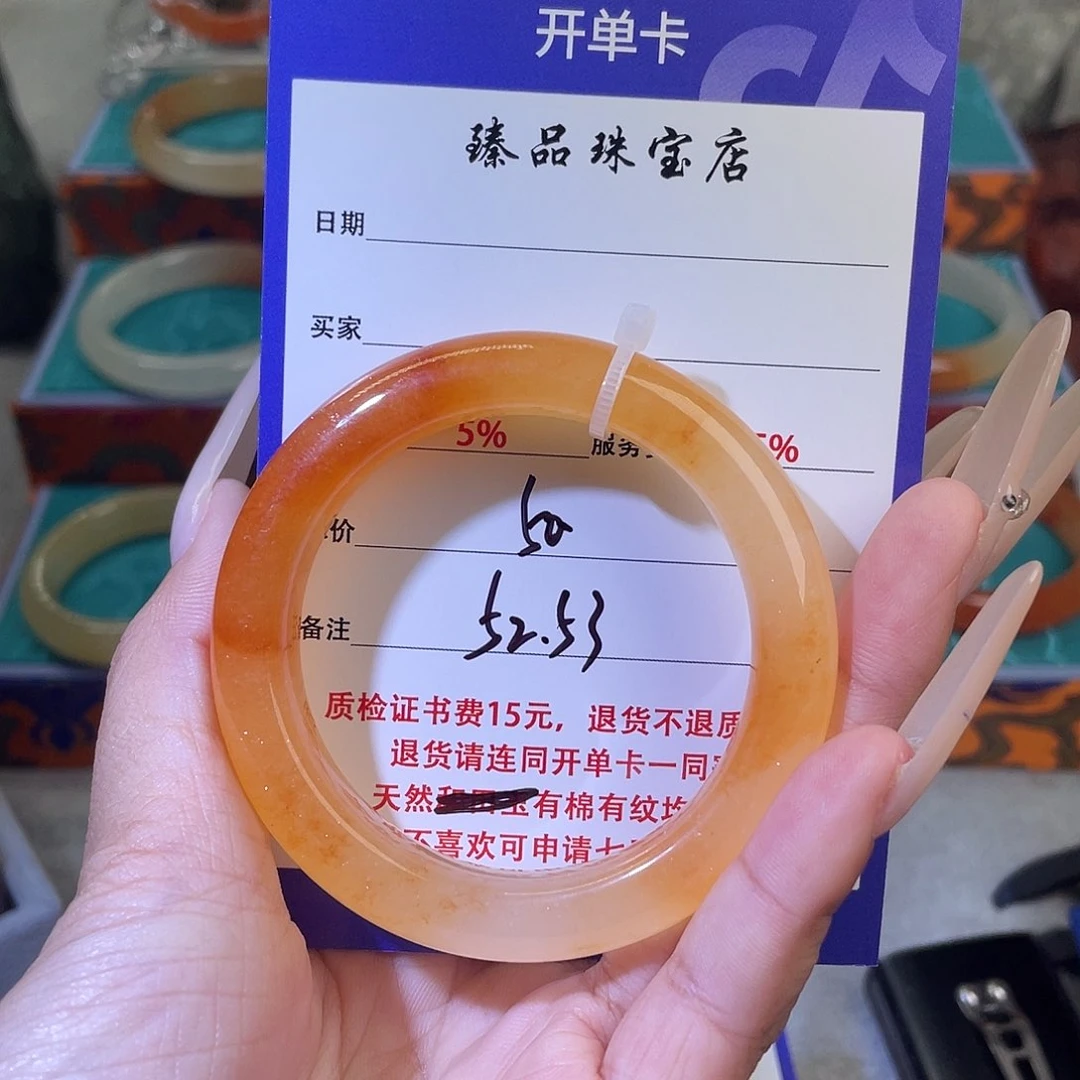 开单卡
臻品珠宝店
日期
买家
5% 服务 5%
价 50
备注 52.53
质检证书费15元，退货不退质
退货请连同开单卡一同
天然 玉有棉有纹
不喜欢可申请七